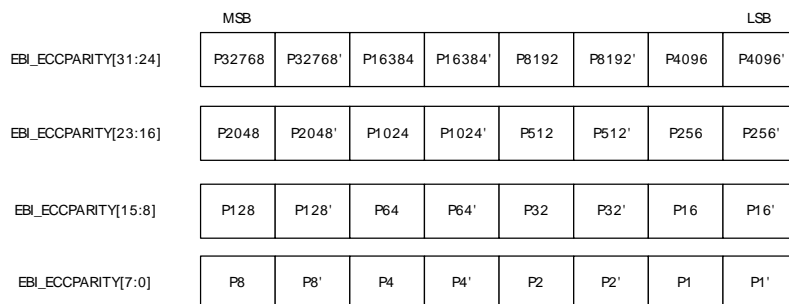 MSB LSB
EBI_ECCPARITY[31:24] P32768 P32768' P16384 P16384' P8192 P8192' P4096 P4096'
EBI_ECCPARITY[23:16] P2048 P2048' P1024 P1024' P512 P512' P256 P256'
EBI_ECCPARITY[15:8] P128 P128' P64 P64' P32 P32' P16 P16'
EBI_ECCPARITY[7:0] P8 P8' P4 P4' P2 P2' P1 P1'